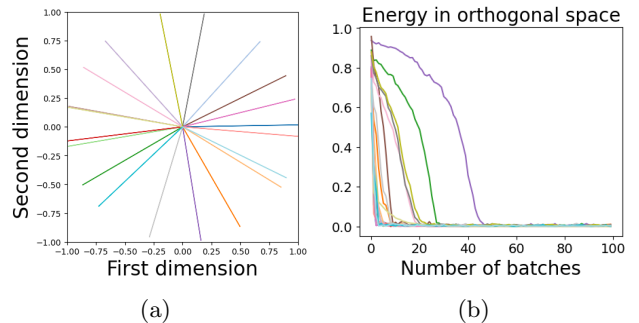 1.00
0.75
0.50
0.25
0.00
-0.25
-0.50
-0.75
-1.00
Second dimension
-1.00 -0.75 -0.50 -0.25 0.00 0.25 0.50 0.75 1.00
First dimension
(a)
Energy in orthogonal space
1.0
0.8
0.6
0.4
0.2
0.0
0 20 40 60 80 100
Number of batches
(b)